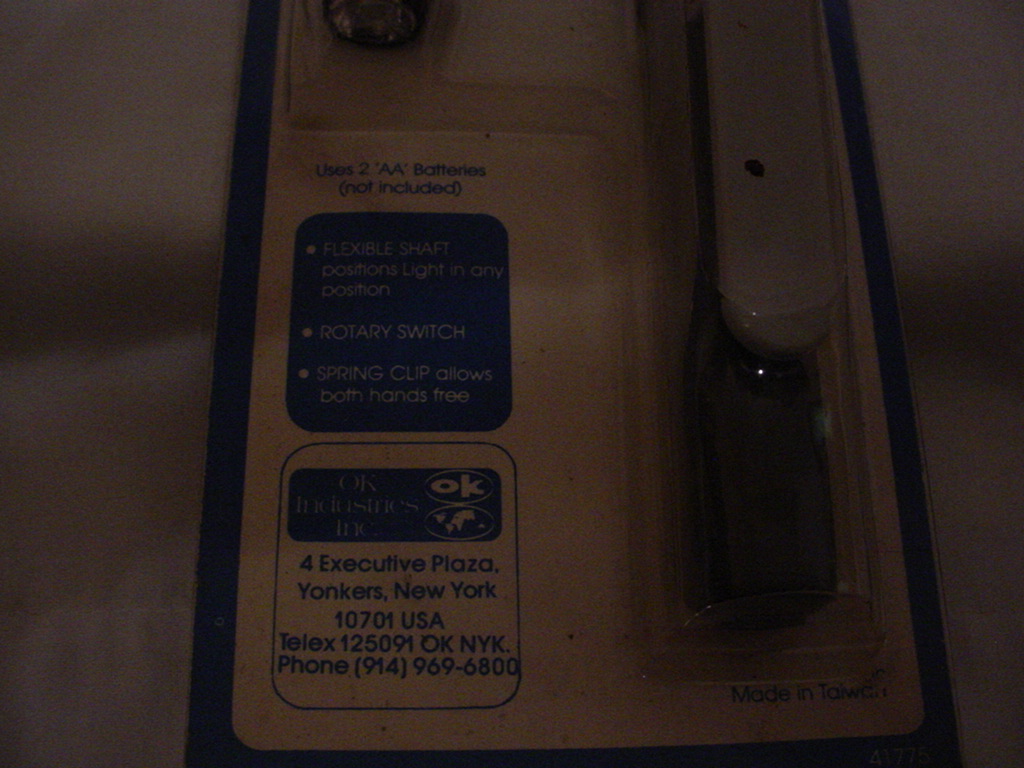 Uses 2 'AA' Batteries
(not included)
• FLEXIBLE SHAFT
positions Light in any
position
• ROTARY SWITCH
• SPRING CLIP allows
both hands free
OK
Industries
Inc.
ok
4 Executive Plaza,
Yonkers, New York
10701 USA
Telex 125091 OK NYK.
Phone (914) 969-6800
Made in Taiwan
41775